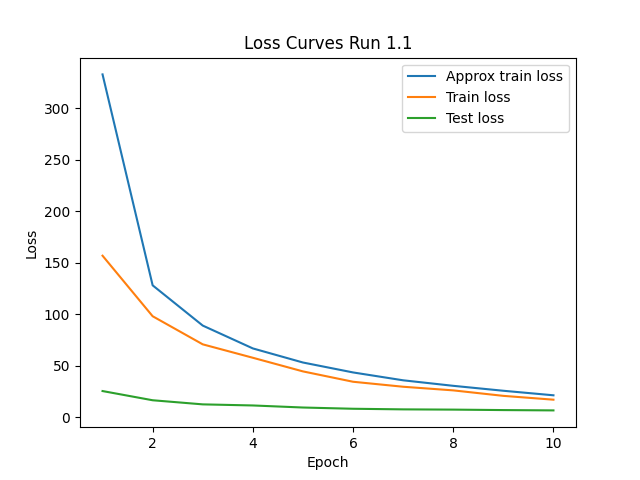 Loss Curves Run 1.1
Approx train loss
Train loss
Test loss
300
250
200
150
100
50
0
Loss
2 4 6 8 10
Epoch